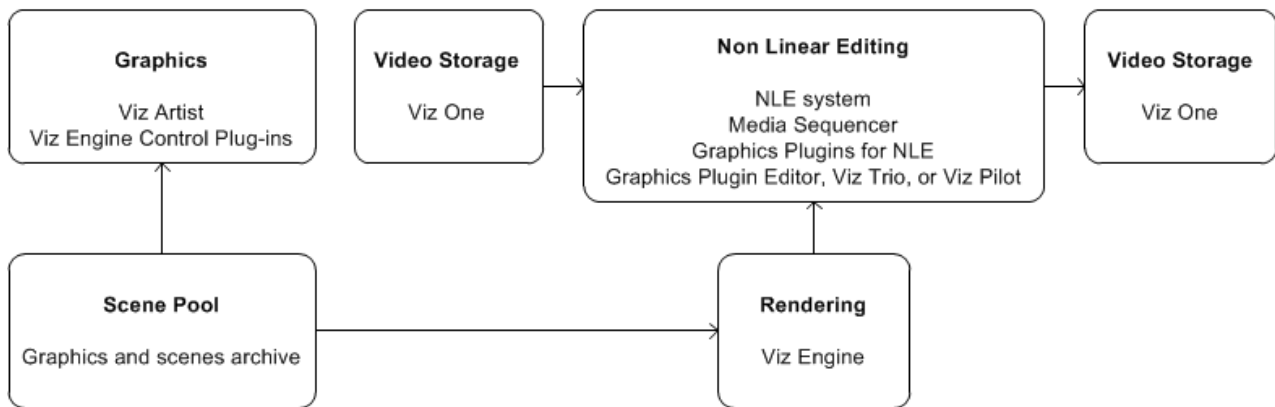 Graphics
Viz Artist
Viz Engine Control Plug-ins
Video Storage
Viz One
Non Linear Editing
NLE system
Media Sequencer
Graphics Plugins for NLE
Graphics Plugin Editor, Viz Trio, or Viz Pilot
Video Storage
Viz One
Scene Pool
Graphics and scenes archive
Rendering
Viz Engine